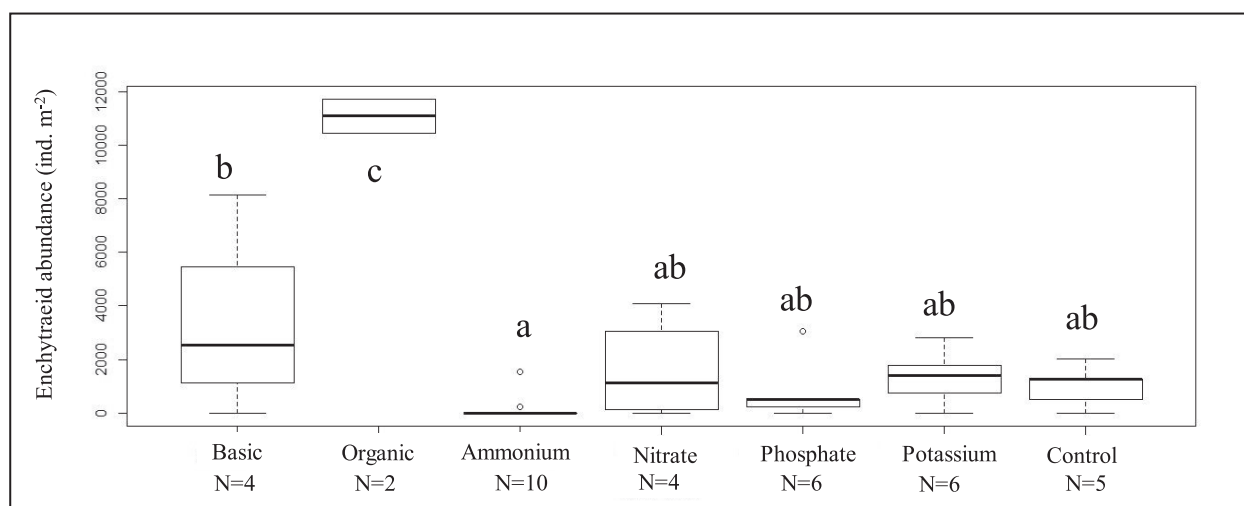 Enchytraeid abundance (ind. m-2)
12000
10000
8000
6000
4000
2000
0
b
c
a
ab
ab
ab
ab
Basic
Organic
Ammonium
Nitrate
Phosphate
Potassium
Control
N=4
N=2
N=10
N=4
N=6
N=6
N=5